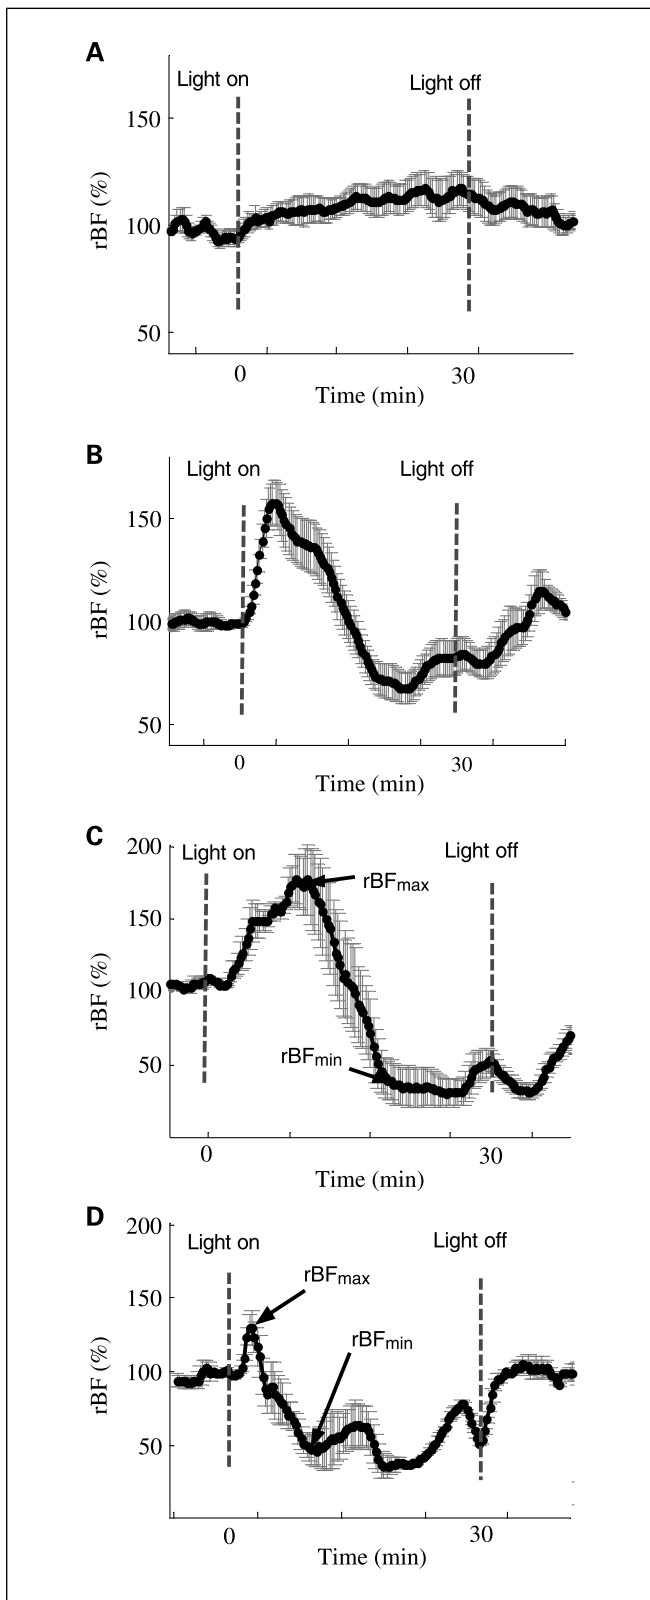 A
Light on
Light off
150
100
50
rBF (%)
0
30
Time (min)
B
Light on
Light off
150
100
50
rBF (%)
0
30
Time (min)
C
200
Light on
Light off
rBFmax
150
100
rBF (%)
rBFmin
50
0
30
Time (min)
D
200
Light on
Light off
rBFmax
150
rBFmin
100
rBF (%)
50
0
30
Time (min)